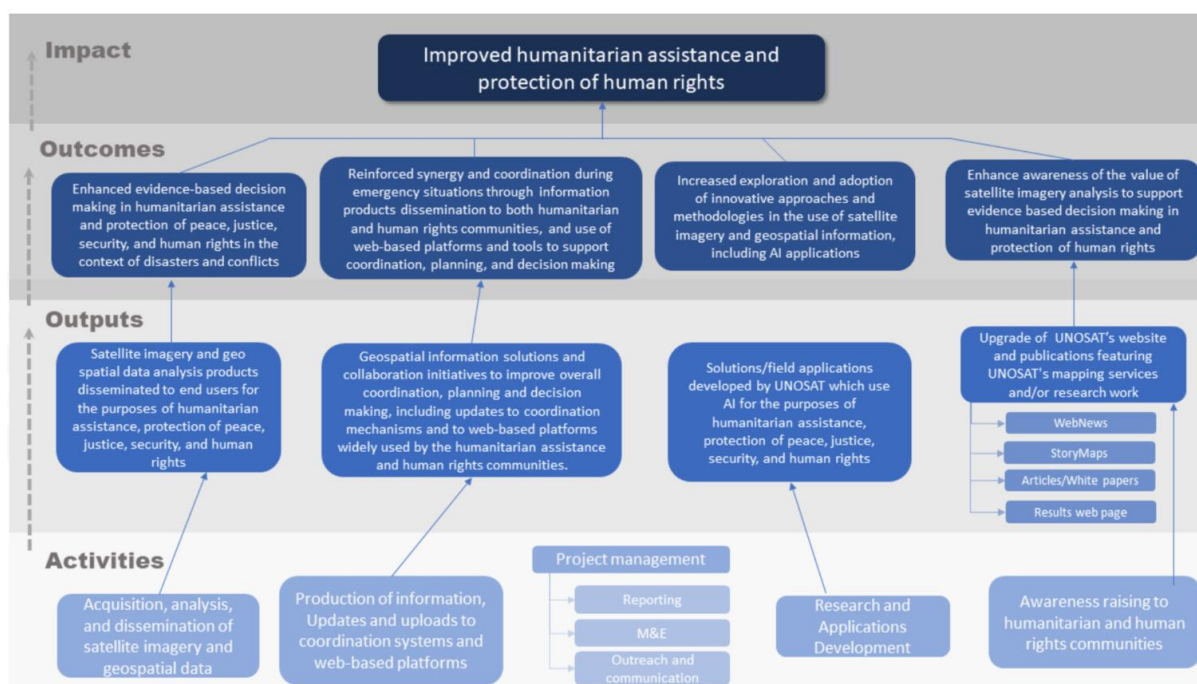 Impact
Improved humanitarian assistance and
protection of human rights
Outcomes
Enhanced evidence-based decision
making in humanitarian assistance
and protection of peace, justice,
security, and human rights in the
context of disasters and conflicts
Reinforced synergy and coordination during
emergency situations through information
products dissemination to both humanitarian
and human rights communities, and use of
web-based platforms and tools to support
coordination, planning, and decision making
Increased exploration and adoption
of innovative approaches and
methodologies in the use of satellite
imagery and geospatial information,
including AI applications
Enhance awareness of the value of
satellite imagery analysis to support
evidence based decision making in
humanitarian assistance and
protection of human rights
Outputs
Satellite imagery and geo
spatial data analysis products
disseminated to end users for
the purposes of humanitarian
assistance, protection of peace,
justice, security, and human
rights
Geospatial information solutions and
collaboration initiatives to improve overall
coordination, planning and decision
making, including updates to coordination
mechanisms and to web-based platforms
widely used by the humanitarian assistance
and human rights communities.
Solutions/field applications
developed by UNOSAT which use
AI for the purposes of
humanitarian assistance,
protection of peace, justice,
security, and human rights
Upgrade of UNOSAT's website
and publications featuring
UNOSAT's mapping services
and/or research work
WebNews
StoryMaps
Articles/White papers
Results web page
Activities
Acquisition, analysis,
and dissemination of
satellite imagery and
geospatial data
Production of information,
Updates and uploads to
coordination systems and
web-based platforms
Project management
Reporting
M&E
Outreach and
communication
Research and
Applications
Development
Awareness raising to
humanitarian and human
rights communities